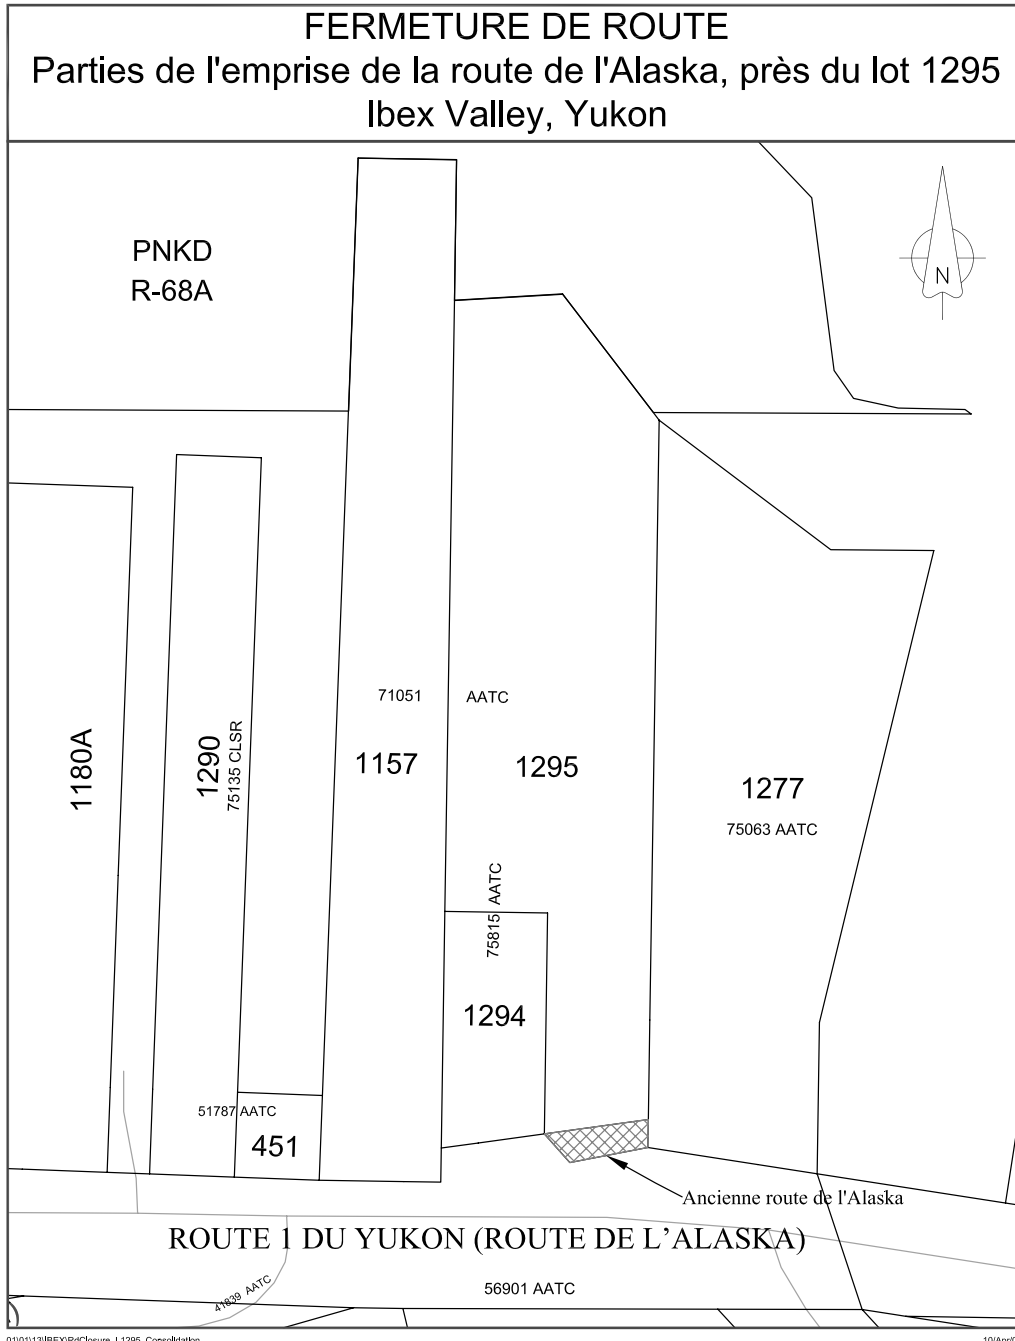 FERMETURE DE ROUTE
Parties de l'emprise de la route de l'Alaska, près du lot 1295
Ibex Valley, Yukon
PNKD
R-68A
N
71051 AATC
1180A
1290
75135 CLSR
1157
1295
1277
75063 AATC
75815 AATC
1294
51787 AATC
451
Ancienne route de l'Alaska
ROUTE 1 DU YUKON (ROUTE DE L’ALASKA)
41839 AATC
56901 AATC